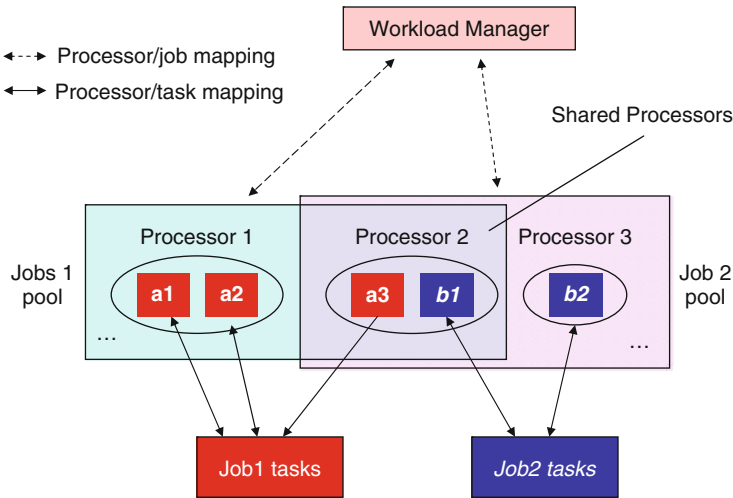 Workload Manager
Processor/job mapping
Processor/task mapping
Shared Processors
Processor 1
Processor 2
Processor 3
Jobs 1
pool
a1
a2
a3
b1
b2
Job 2
pool
...
...
Job1 tasks
Job2 tasks